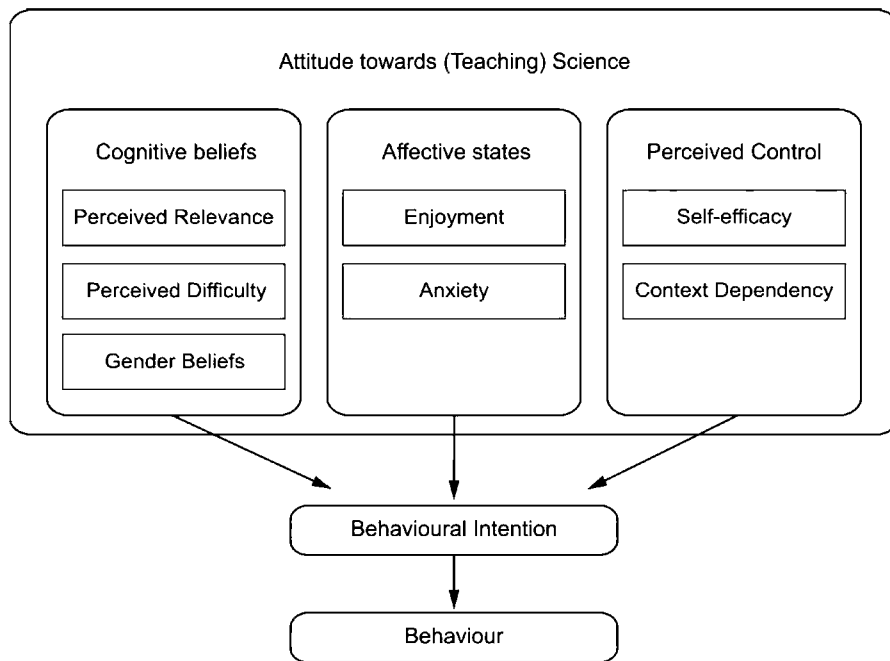 Attitude towards (Teaching) Science
Cognitive beliefs
Perceived Relevance
Perceived Difficulty
Gender Beliefs
Affective states
Enjoyment
Anxiety
Perceived Control
Self-efficacy
Context Dependency
Behavioural Intention
Behaviour